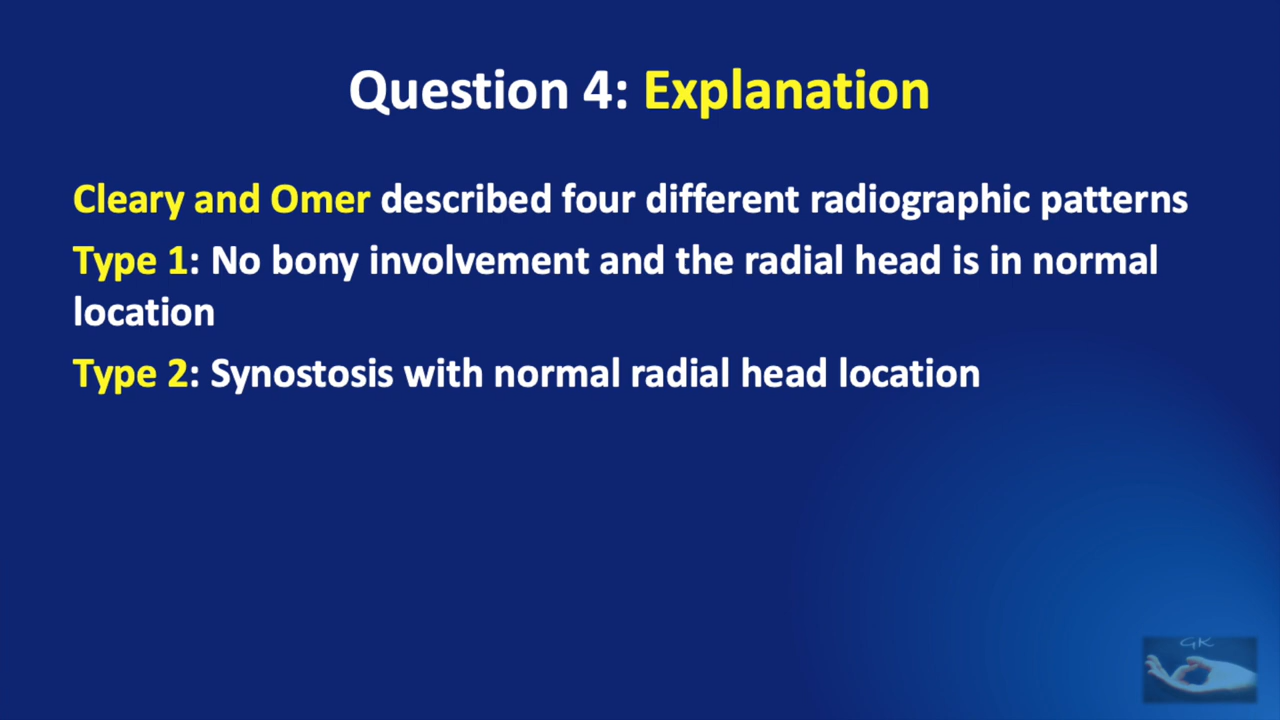 Question 4: Explanation
Cleary and Omer described four different radiographic patterns
Type 1: No bony involvement and the radial head is in normal
location
Type 2: Synostosis with normal radial head location
GK